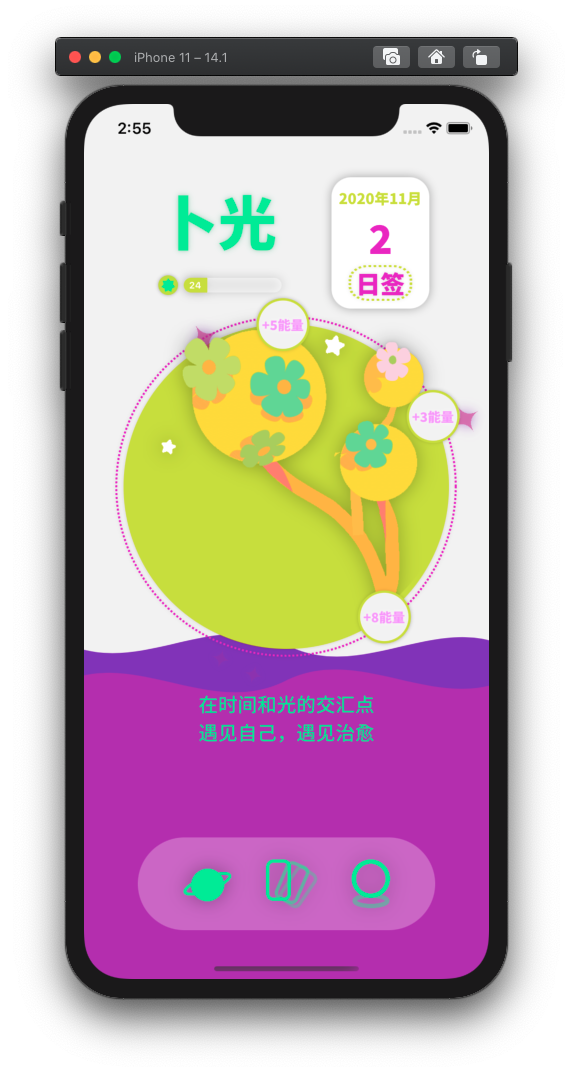 iPhone 11 – 14.1
2:55
卜光
2020年11月
2
日签
24
+5能量
+3能量
+8能量
在时间和光的交汇点
遇见自己，遇见治愈